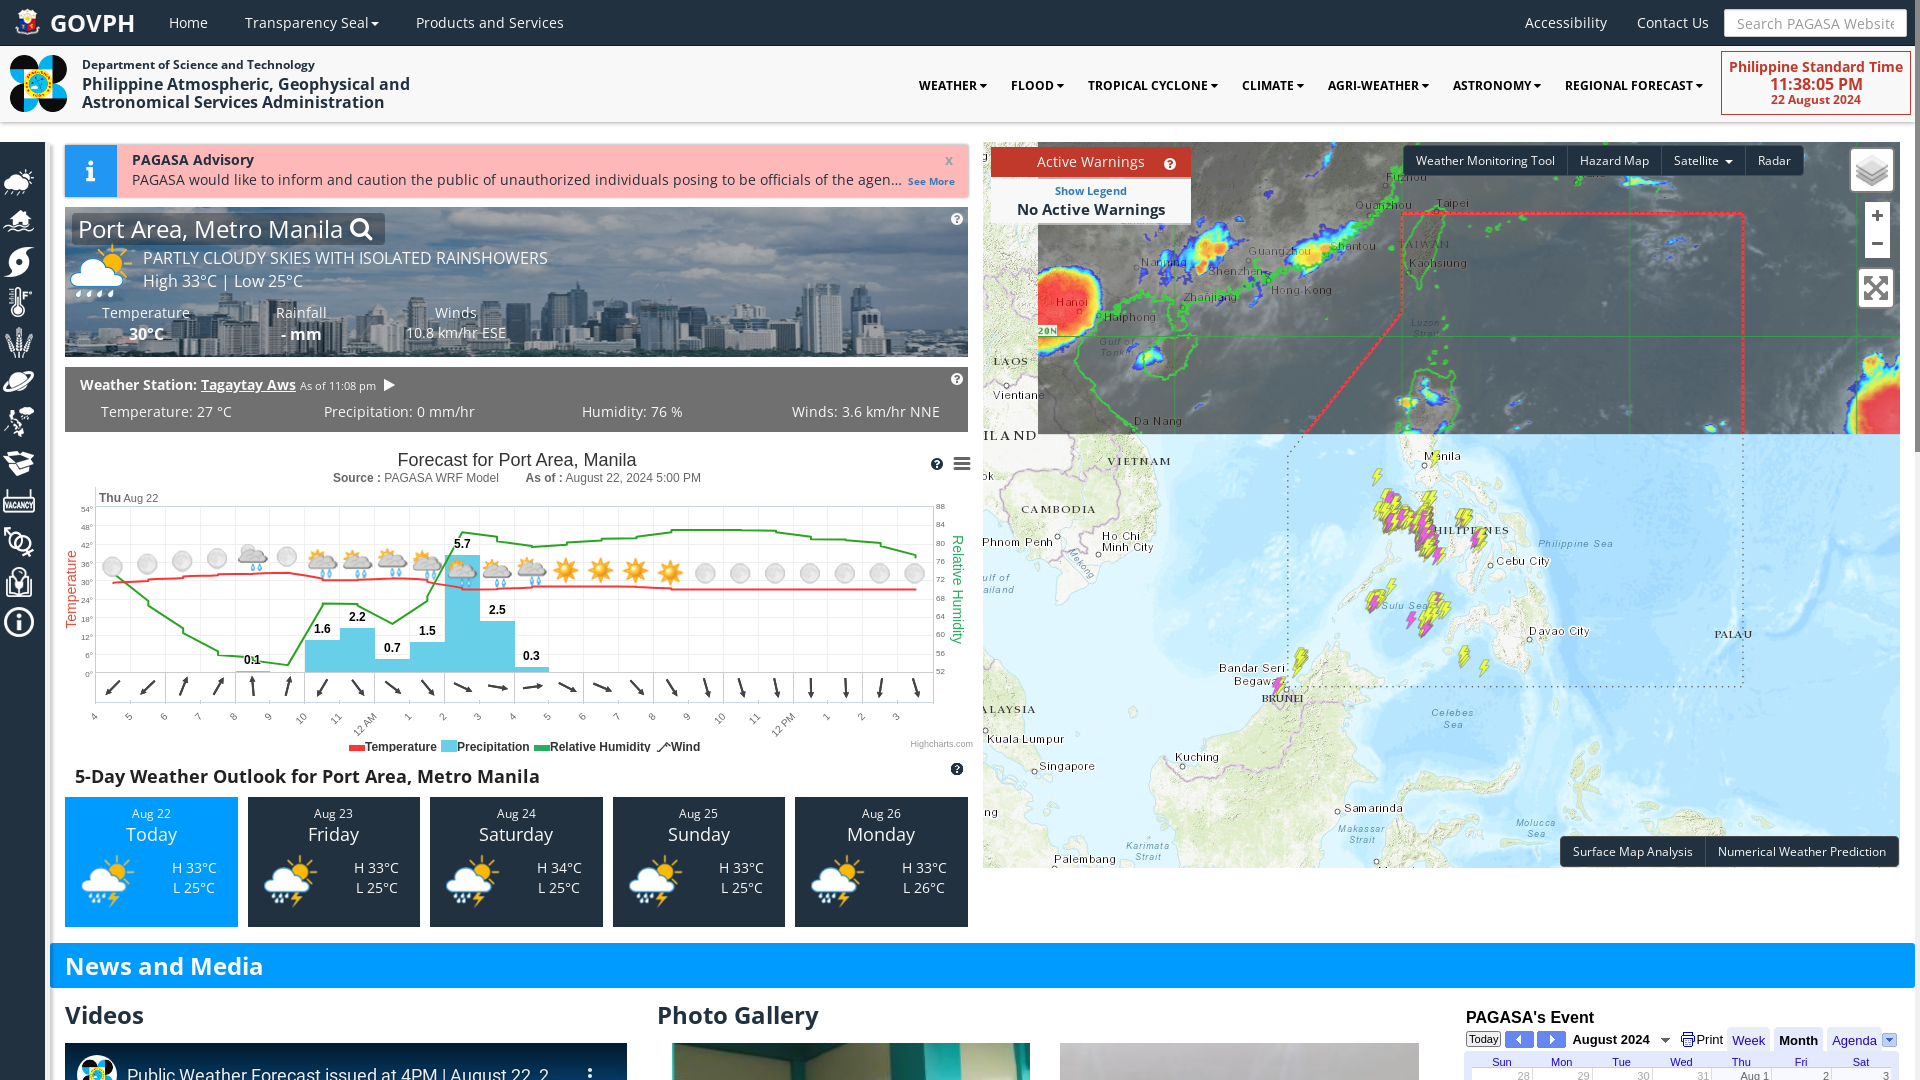 GOVPH
Home
Transparency Seal
Products and Services
Accessibility
Contact Us
Search PAGASA Website
Department of Science and Technology
Philippine Atmospheric, Geophysical and
Astronomical Services Administration
WEATHER
FLOOD
TROPICAL CYCLONE
CLIMATE
AGRI-WEATHER
ASTRONOMY
REGIONAL FORECAST
Philippine Standard Time
11:38:05 PM
22 August 2024
PAGASA Advisory
x
PAGASA would like to inform and caution the public of unauthorized individuals posing to be officials of the agen... See More
Port Area, Metro Manila
PARTLY CLOUDY SKIES WITH ISOLATED RAINSHOWERS
High 33°C | Low 25°C
Temperature
30°C
Rainfall
- mm
Winds
10.8 km/hr ESE
Weather Station: Tagaytay Aws As of 11:08 pm
Temperature: 27 °C
Precipitation: 0 mm/hr
Humidity: 76 %
Winds: 3.6 km/hr NNE
Forecast for Port Area, Manila
Source : PAGASA WRF Model As of : August 22, 2024 5:00 PM
Thu Aug 22
Temperature
54°
48°
42°
36°
30°
24°
18°
12°
6°
0°
88
84
80
76
72
68
64
60
56
52
Relative Humidity
0.1
1.6
2.2
0.7
1.5
5.7
2.5
0.3
4 5 6 7 8 9 10 11 12 AM 1 2 3 4 5 6 7 8 9 10 11 12 PM 1 2 3
Temperature Precipitation Relative Humidity Wind
Highcharts.com
5-Day Weather Outlook for Port Area, Metro Manila
Aug 22
Today
H 33°C
L 25°C
Aug 23
Friday
H 33°C
L 25°C
Aug 24
Saturday
H 34°C
L 25°C
Aug 25
Sunday
H 33°C
L 25°C
Aug 26
Monday
H 33°C
L 26°C
Active Warnings
Show Legend
No Active Warnings
Weather Monitoring Tool
Hazard Map
Satellite
Radar
+
−
Fuzhou
Quanzhou
Taipei
Shantou
TAIWAN
Guangzhou
Nanning
Shenzhen
Kaohsiung
Hong Kong
Zhanjiang
Hanoi
Haiphong
20N
Gulf of
Tonkin
Luzon
Strait
LAOS
Vientiane
Da Nang
ILAND
VIETNAM
Manila
CAMBODIA
Phnom Penh
Ho Chi
Minh City
Mekong
PHILIPPINES
Philippine Sea
Cebu City
Sulu Sea
Davao City
PALAU
Bandar Seri
Begawan
BRUNEI
ALAYSIA
Kuala Lumpur
Celebes
Sea
Kuching
Singapore
Samarinda
Makassar
Strait
Molucca
Sea
Karimata
Strait
Palembang
Surface Map Analysis
Numerical Weather Prediction
VACANCY
News and Media
Videos
Photo Gallery
Public Weather Forecast issued at 4PM | August 22, 2
PAGASA's Event
Today
August 2024
Print
Week
Month
Agenda
Sun Mon Tue Wed Thu Fri Sat
28 29 30 31 Aug 1 2 3